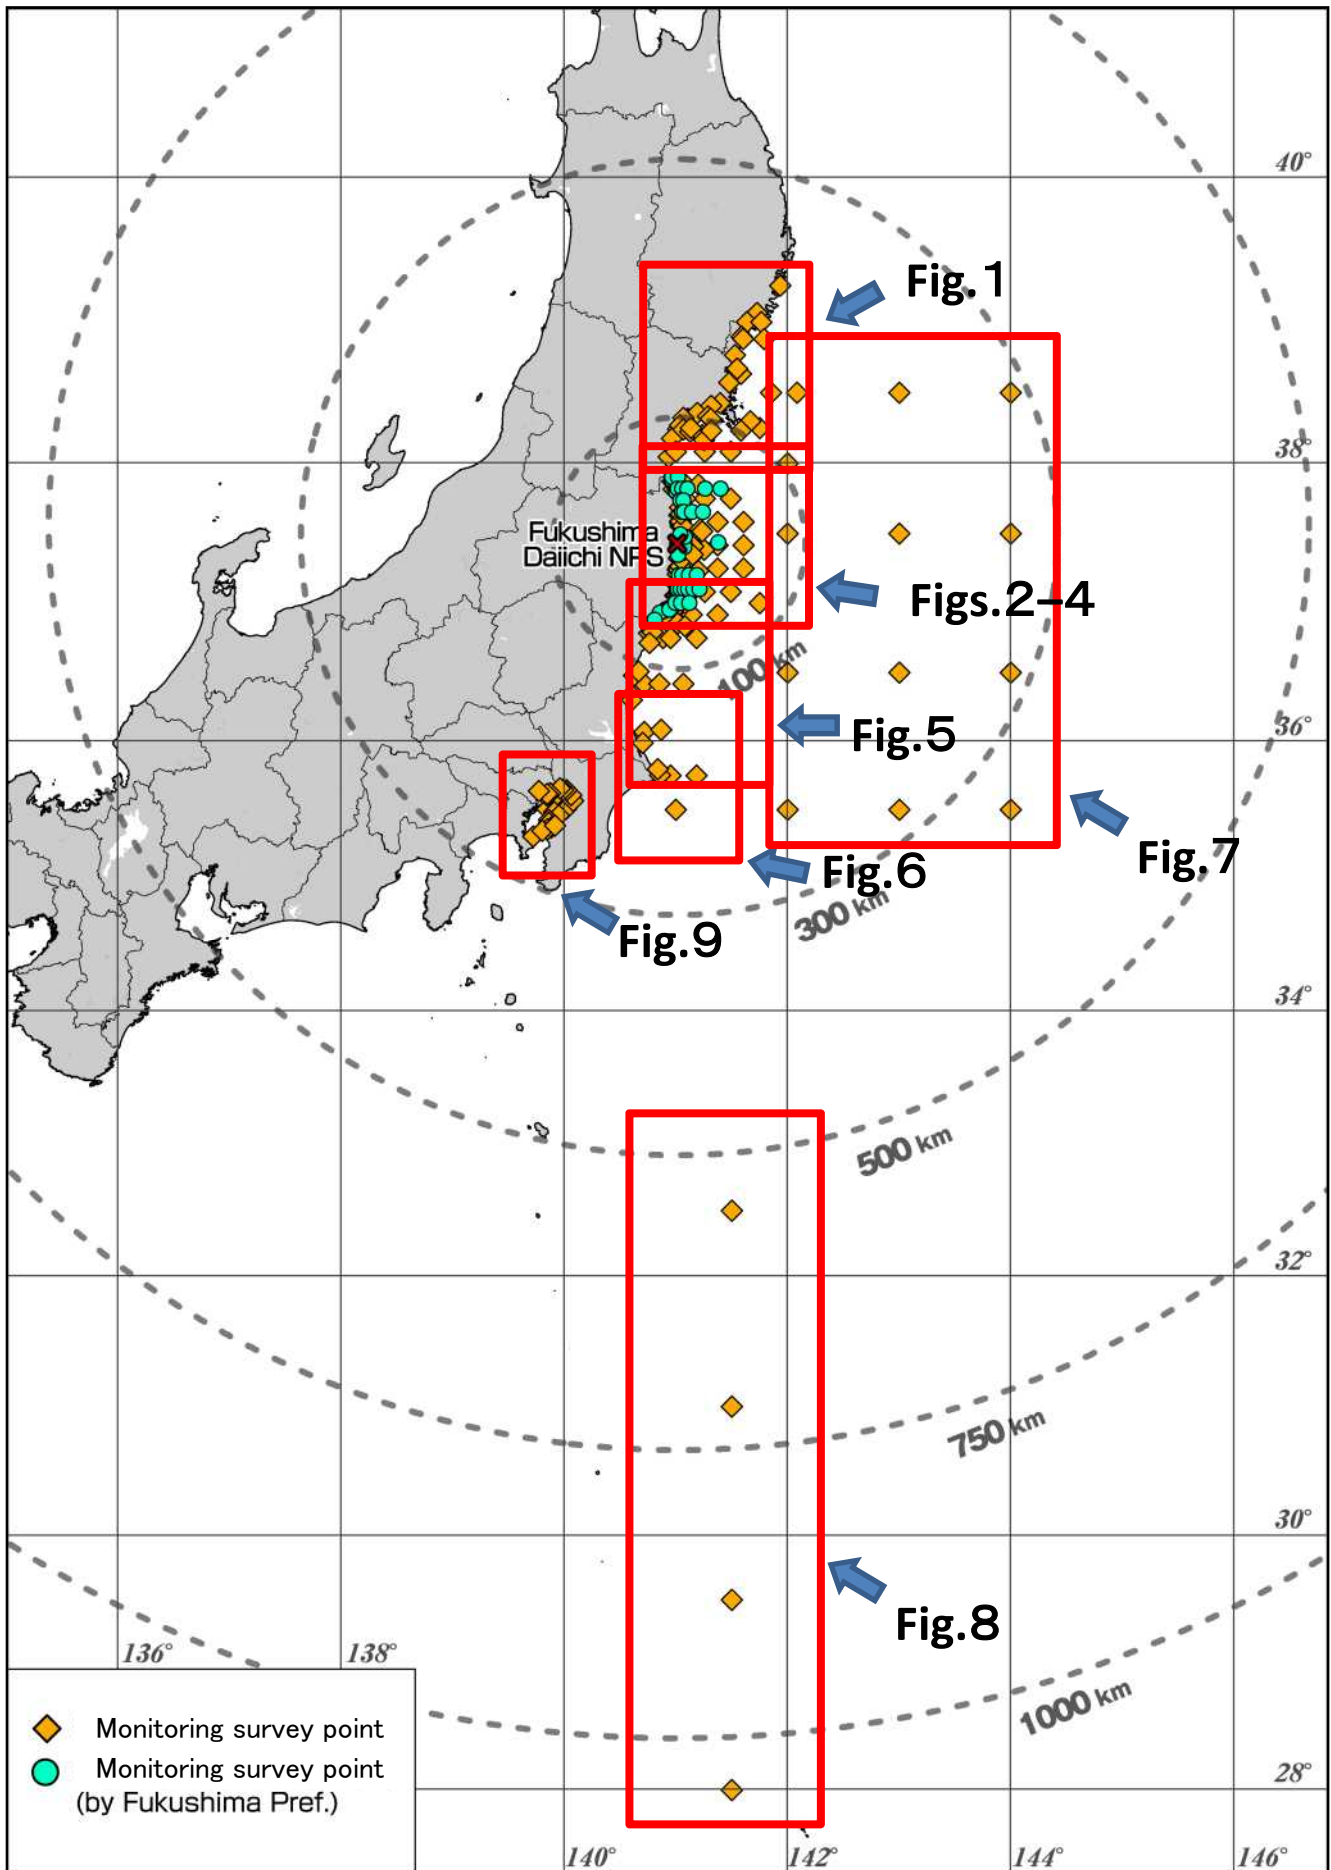 40°
Fig.1
38°
Fukushima
Daiichi NPS
Figs.2-4
100 km
36°
Fig.5
Fig.7
Fig.6
300 km
Fig.9
34°
500 km
32°
750 km
30°
Fig.8
136°
138°
1000 km
Monitoring survey point
Monitoring survey point
(by Fukushima Pref.)
28°
140°
142°
144°
146°